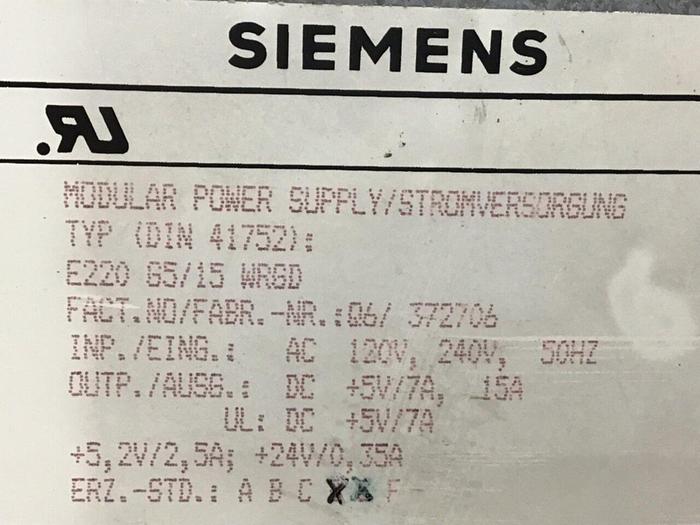 SIEMENS
RU.
MODULAR POWER SUPPLY/STROMVERSORGUNG
TYP (DIN 41752):
E220 G5/15 WRGD
FACT.NO/FABR.-NR.:Q6/ 372706
INP./EING.: AC 120V, 240V, 50HZ
OUTP./AUSG.: DC +5V/7A, 15A
UL: DC +5V/7A
+5,2V/2,5A; +24V/0,35A
ERZ.-STD.: A B C F